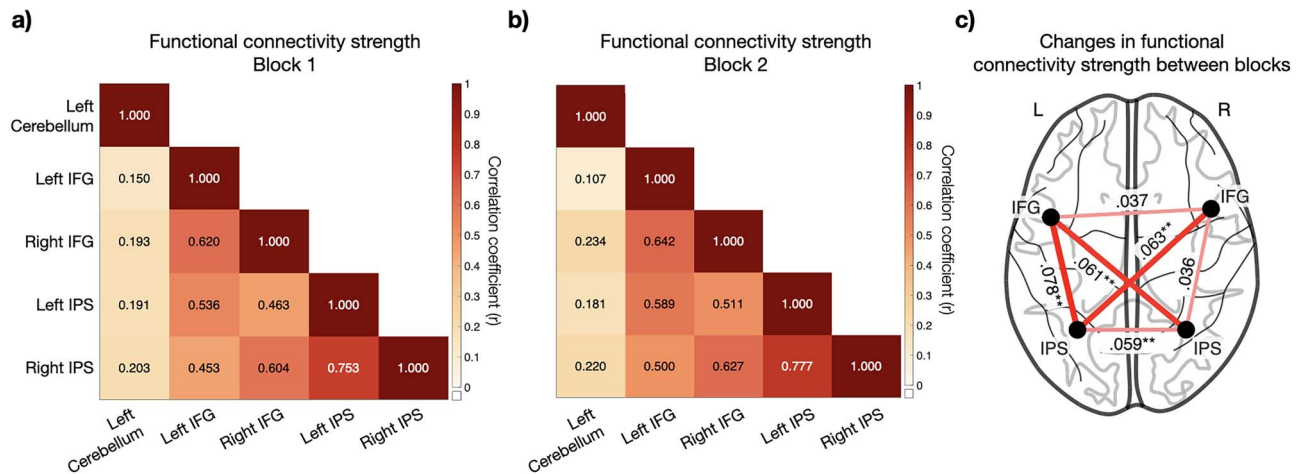 a)
Functional connectivity strength
Block 1
Left
Cerebellum
1.000
Left IFG
0.150
1.000
Right IFG
0.193
0.620
1.000
Left IPS
0.191
0.536
0.463
1.000
Right IPS
0.203
0.453
0.604
0.753
1.000
Left
Cerebellum
Left IFG
Right IFG
Left IPS
Right IPS
1
0.9
0.8
0.7
0.6
0.5
0.4
0.3
0.2
0.1
0
Correlation coefficient (r)
b)
Functional connectivity strength
Block 2
1.000
0.107
1.000
0.234
0.642
1.000
0.181
0.589
0.511
1.000
0.220
0.500
0.627
0.777
1.000
Left
Cerebellum
Left IFG
Right IFG
Left IPS
Right IPS
1
0.9
0.8
0.7
0.6
0.5
0.4
0.3
0.2
0.1
0
Correlation coefficient (r)
c)
Changes in functional
connectivity strength between blocks
L
R
IFG
.037
IFG
.063**
.061**
.078**
.036
IPS
.059**
IPS